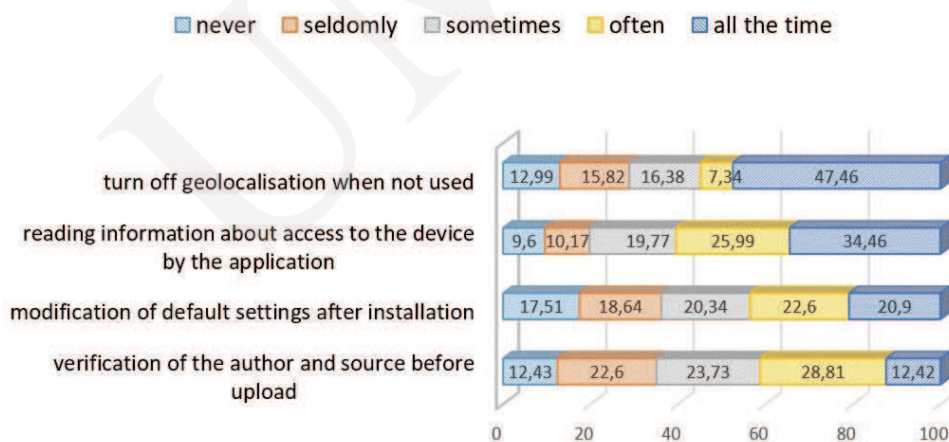 never seldomly sometimes often all the time
turn off geolocalisation when not used
12,99 15,82 16,38 7,34 47,46
reading information about access to the device
by the application
9,6 10,17 19,77 25,99 34,46
modification of default settings after installation
17,51 18,64 20,34 22,6 20,9
verification of the author and source before
upload
12,43 22,6 23,73 28,81 12,42
0 20 40 60 80 100